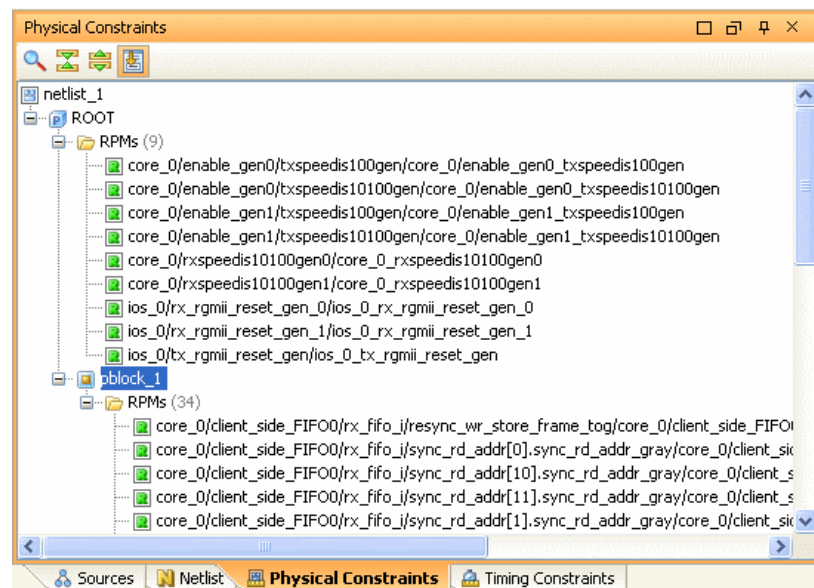 Physical Constraints
netlist_1
ROOT
RPMs (9)
core_0/enable_gen0/txspeedis100gen/core_0/enable_gen0_txspeedis100gen
core_0/enable_gen0/txspeedis10100gen/core_0/enable_gen0_txspeedis10100gen
core_0/enable_gen1/txspeedis100gen/core_0/enable_gen1_txspeedis100gen
core_0/enable_gen1/txspeedis10100gen/core_0/enable_gen1_txspeedis10100gen
core_0/rxspeedis10100gen0/core_0_rxspeedis10100gen0
core_0/rxspeedis10100gen1/core_0_rxspeedis10100gen1
ios_0/rx_rgmii_reset_gen_0/ios_0_rx_rgmii_reset_gen_0
ios_0/rx_rgmii_reset_gen_1/ios_0_rx_rgmii_reset_gen_1
ios_0/tx_rgmii_reset_gen/ios_0_tx_rgmii_reset_gen
pblock_1
RPMs (34)
core_0/client_side_FIFO0/rx_fifo_i/resync_wr_store_frame_tog/core_0/client_side_FIFO
core_0/client_side_FIFO0/rx_fifo_i/sync_rd_addr[0].sync_rd_addr_gray/core_0/client_sid
core_0/client_side_FIFO0/rx_fifo_i/sync_rd_addr[10].sync_rd_addr_gray/core_0/client_s
core_0/client_side_FIFO0/rx_fifo_i/sync_rd_addr[11].sync_rd_addr_gray/core_0/client_s
core_0/client_side_FIFO0/rx_fifo_i/sync_rd_addr[1].sync_rd_addr_gray/core_0/client_sid
Sources Netlist Physical Constraints Timing Constraints